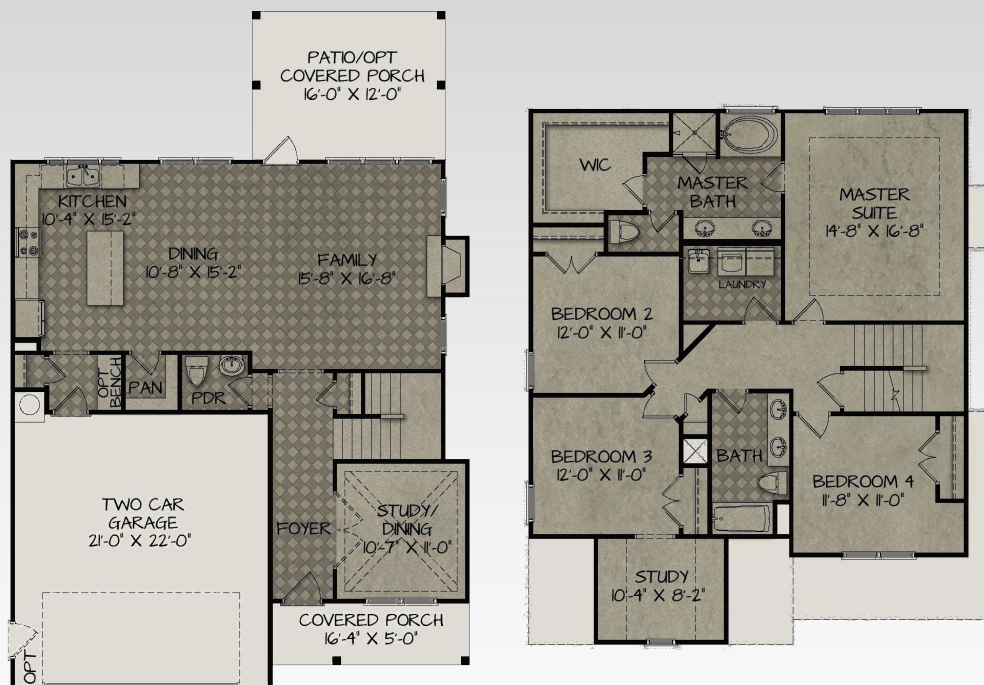 PATIO/OPT
COVERED PORCH
16'-0" X 12'-0"
KITCHEN
10'-4" X 15'-2"
DINING
10'-8" X 15'-2"
FAMILY
15'-8" X 16'-8"
OPT
BENCH
PAN
PDR
TWO CAR
GARAGE
21'-0" X 22'-0"
FOYER
STUDY/
DINING
10'-7" X 11'-0"
COVERED PORCH
16'-4" X 5'-0"
OPT
WIC
MASTER
BATH
MASTER
SUITE
14'-8" X 16'-8"
LAUNDRY
BEDROOM 2
12'-0" X 11'-0"
BEDROOM 3
12'-0" X 11'-0"
BATH
BEDROOM 4
11'-8" X 11'-0"
STUDY
10'-4" X 8'-2"